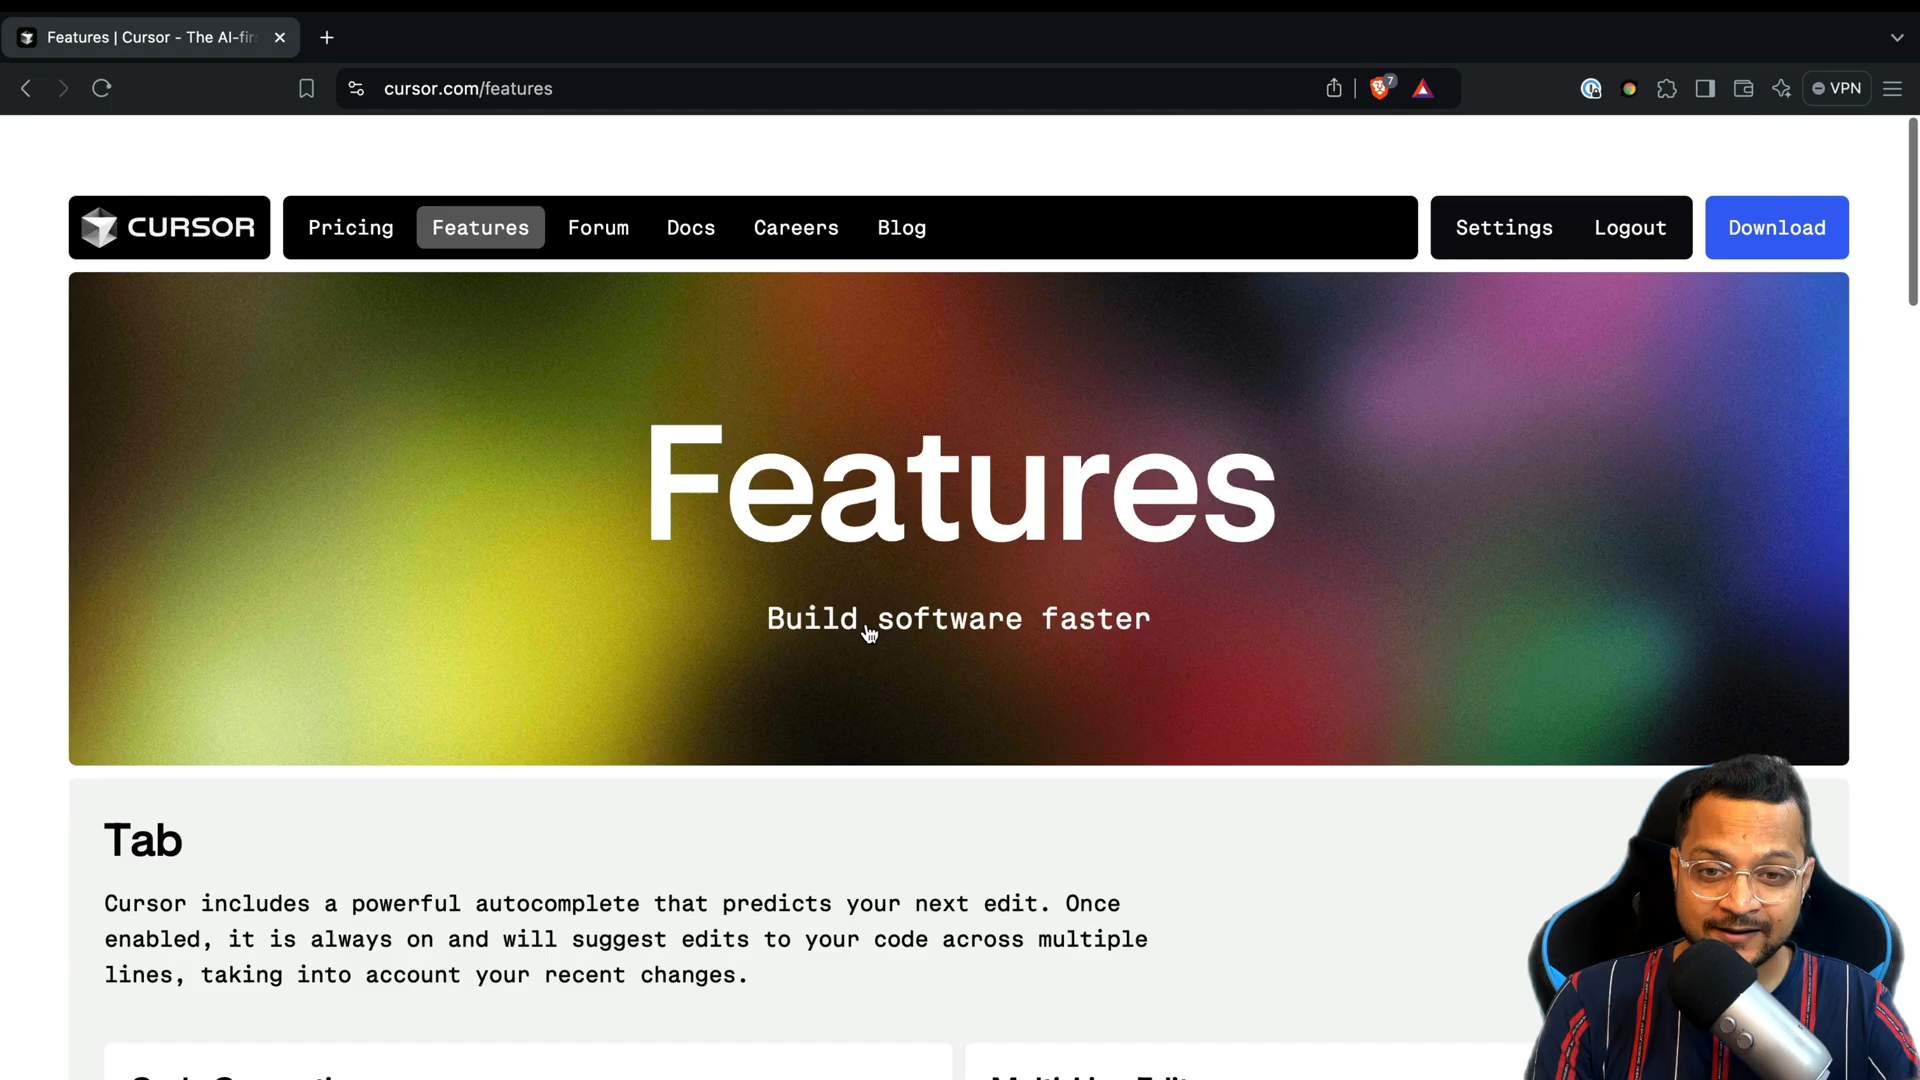 Features | Cursor - The AI-fir
cursor.com/features
7
VPN
CURSOR
Pricing
Features
Forum
Docs
Careers
Blog
Settings
Logout
Download
Features
Build software faster
Tab
Cursor includes a powerful autocomplete that predicts your next edit. Once
enabled, it is always on and will suggest edits to your code across multiple
lines, taking into account your recent changes.